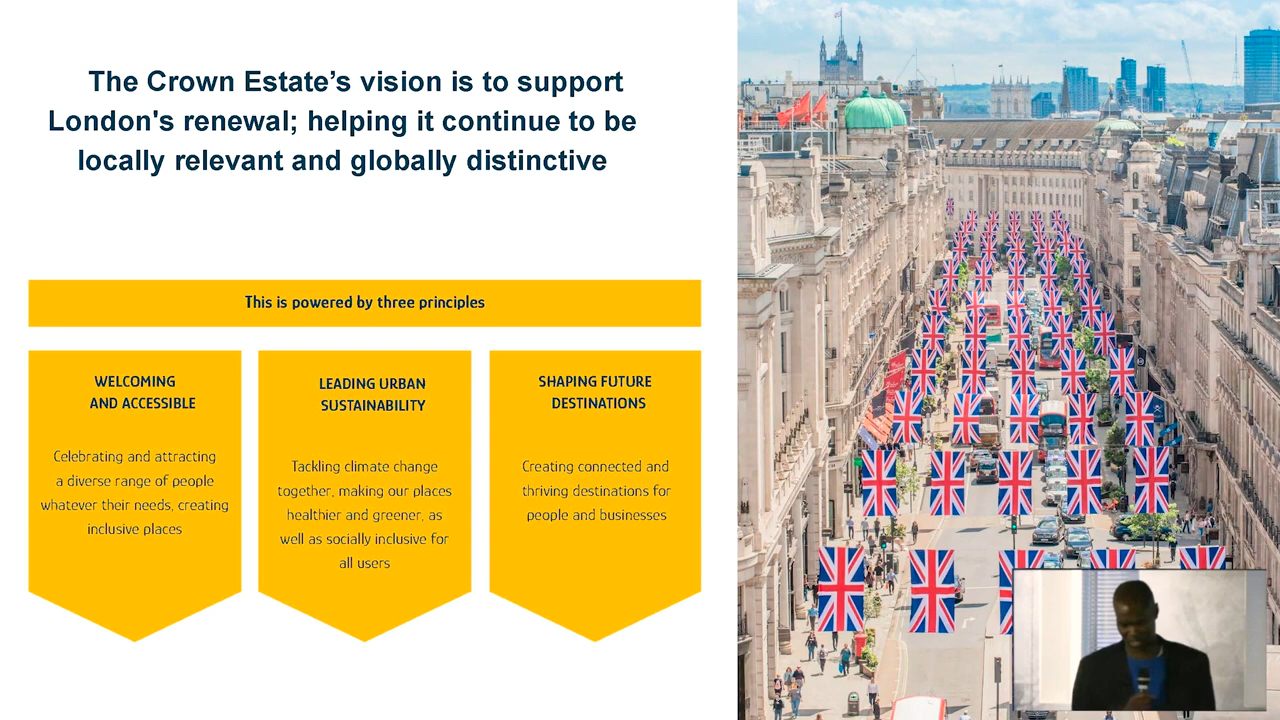 The Crown Estate’s vision is to support
London's renewal; helping it continue to be
locally relevant and globally distinctive
This is powered by three principles
WELCOMING
AND ACCESSIBLE
Celebrating and attracting
a diverse range of people
whatever their needs, creating
inclusive places
LEADING URBAN
SUSTAINABILITY
Tackling climate change
together, making our places
healthier and greener, as
well as socially inclusive for
all users
SHAPING FUTURE
DESTINATIONS
Creating connected and
thriving destinations for
people and businesses